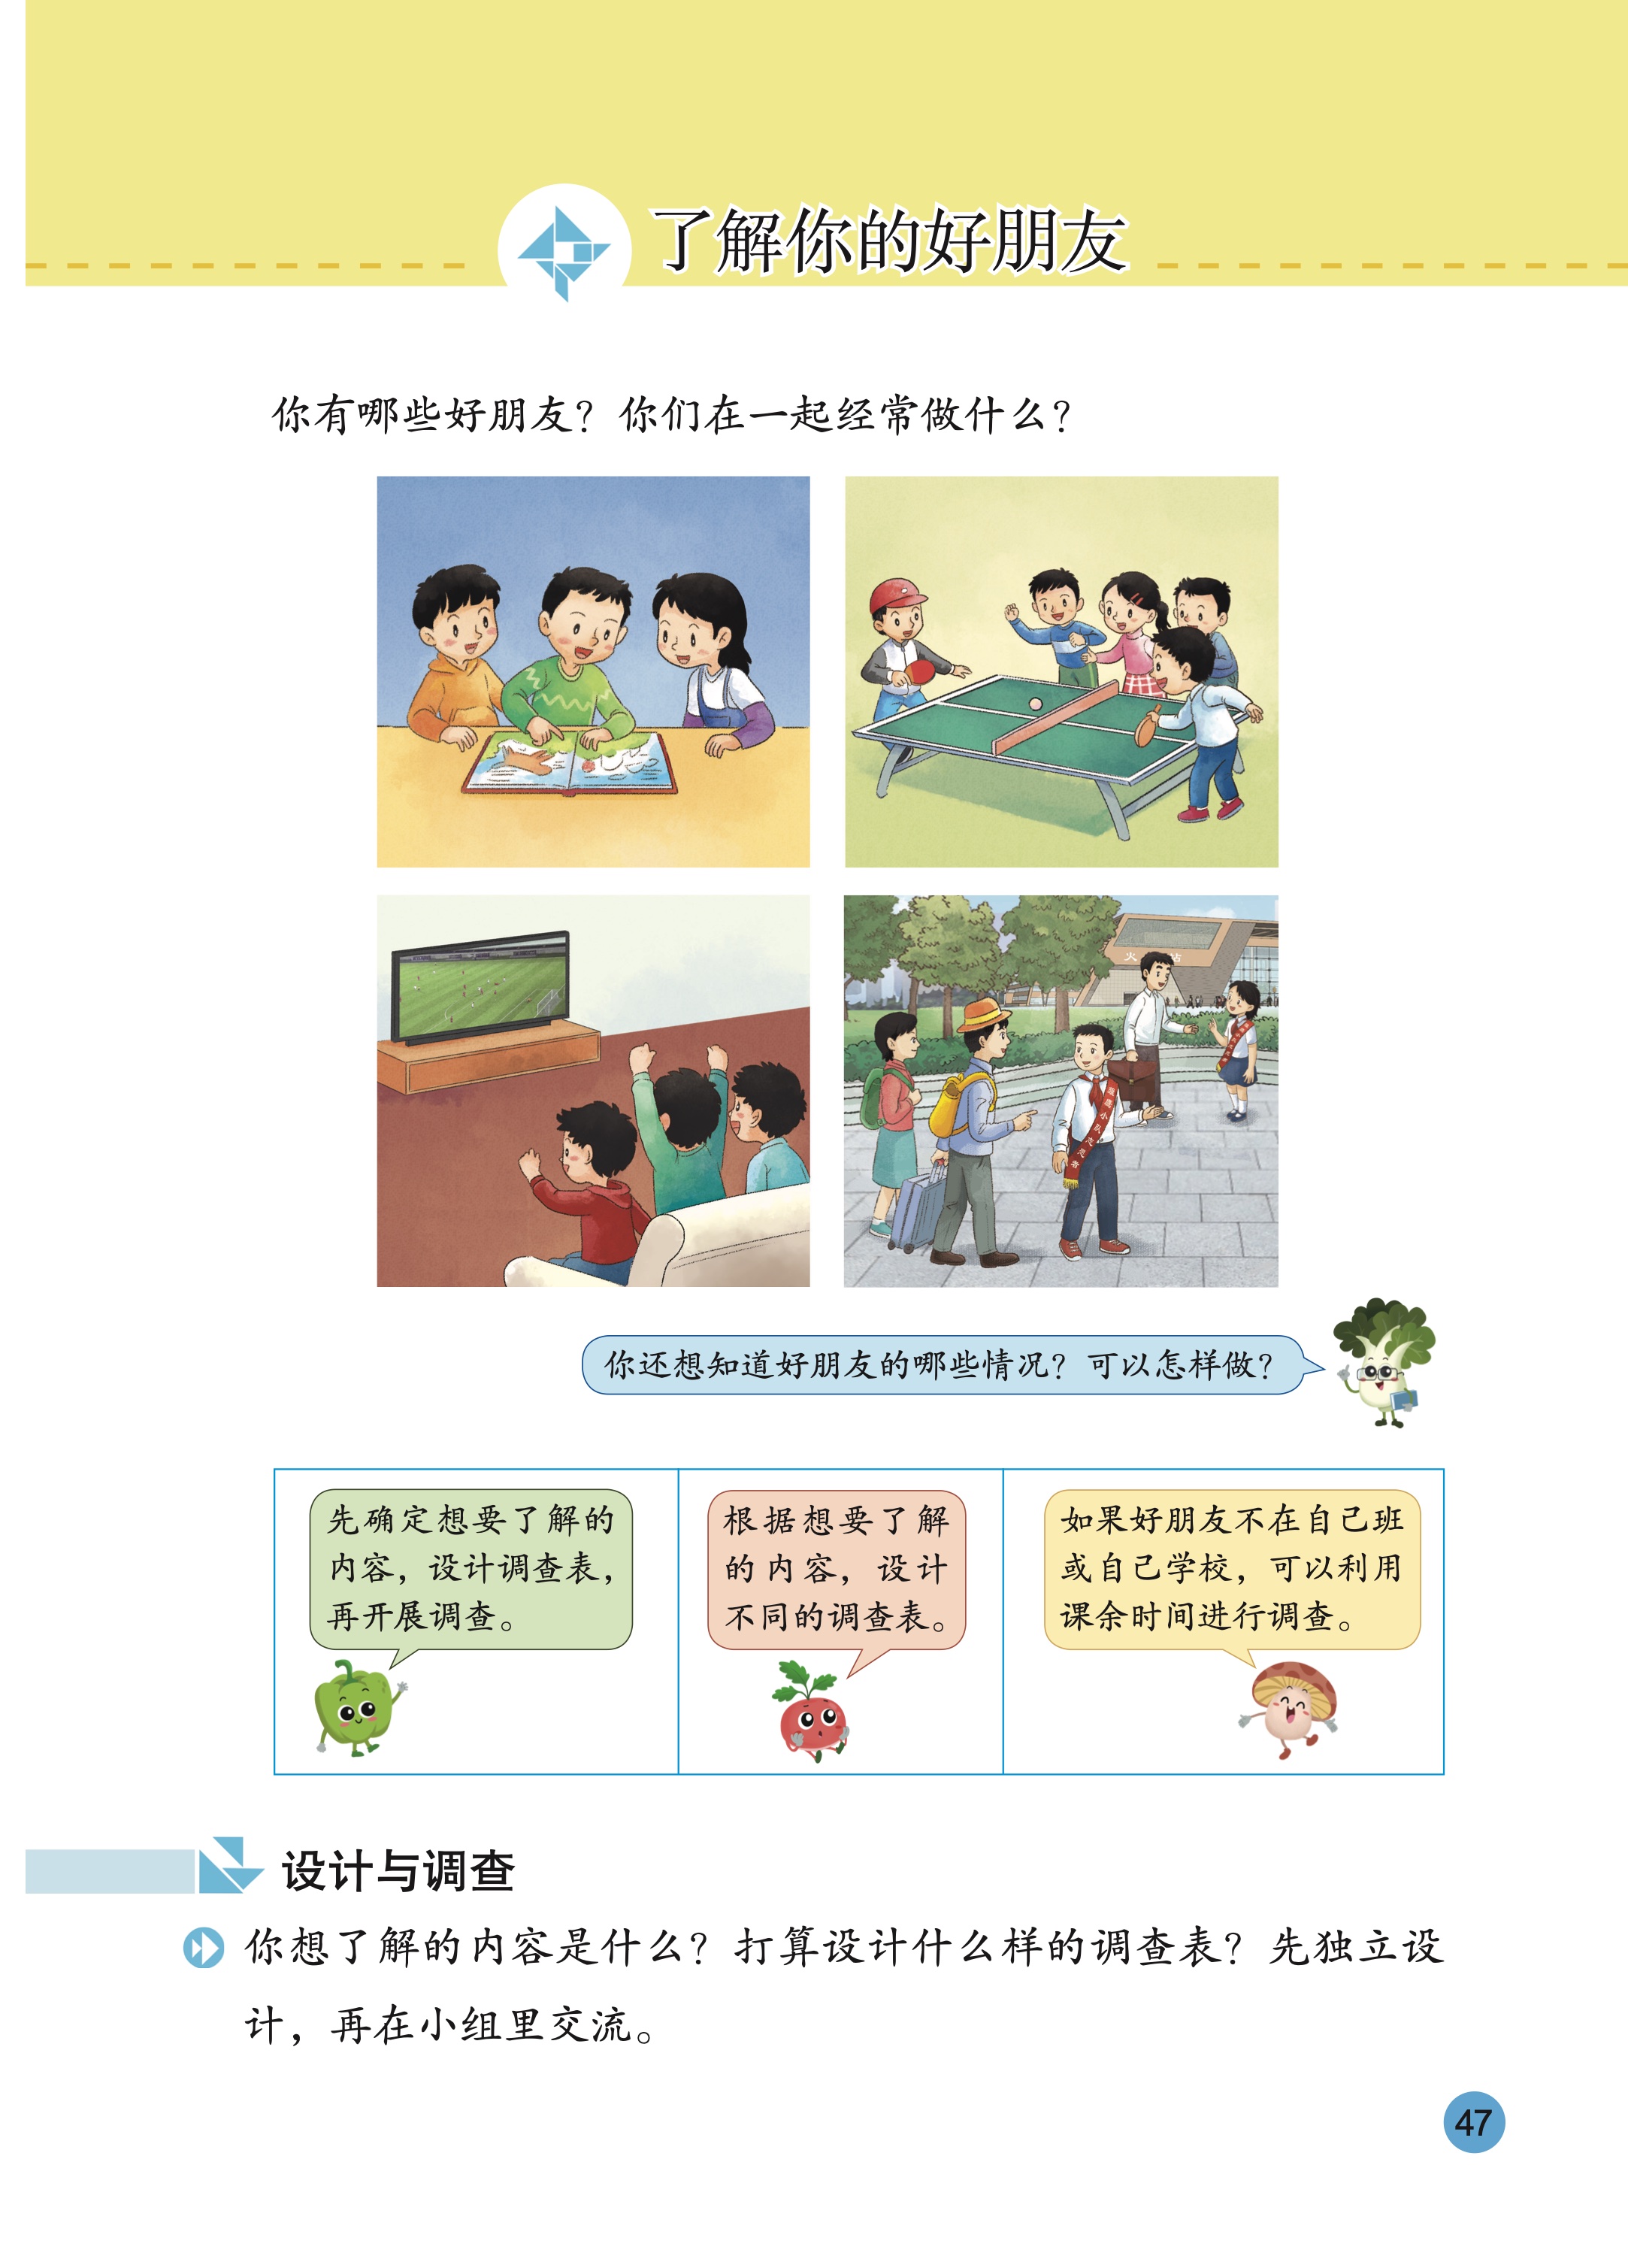 了解你的好朋友
你有哪些好朋友？你们在一起经常做什么？
火 站
你还想知道好朋友的哪些情况？可以怎样做？
先确定想要了解的
内容，设计调查表，
再开展调查。
根据想要了解
的内容，设计
不同的调查表。
如果好朋友不在自己班
或自己学校，可以利用
课余时间进行调查。
设计与调查
你想了解的内容是什么？打算设计什么样的调查表？先独立设
计，再在小组里交流。
47